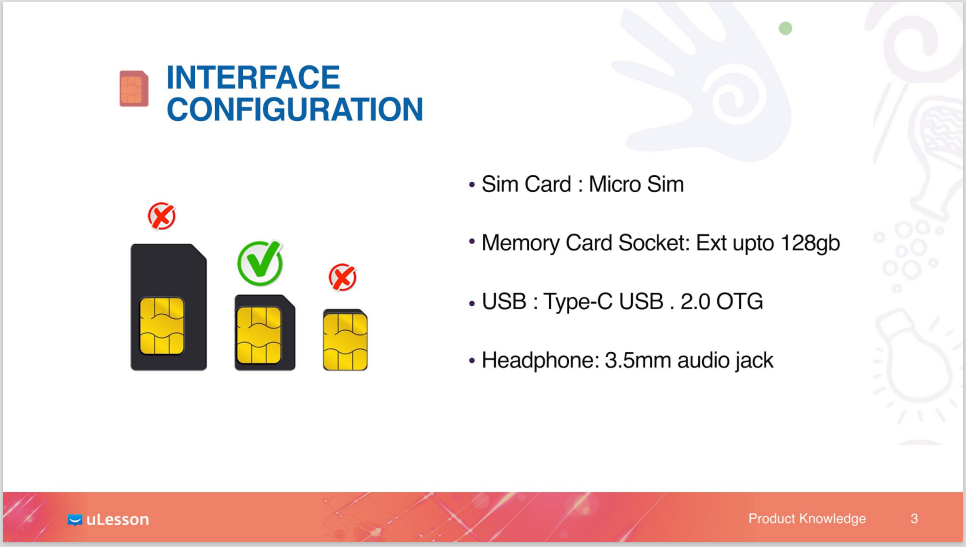 INTERFACE
CONFIGURATION
• Sim Card : Micro Sim
• Memory Card Socket: Ext upto 128gb
• USB : Type-C USB . 2.0 OTG
• Headphone: 3.5mm audio jack
uLesson
Product Knowledge
3